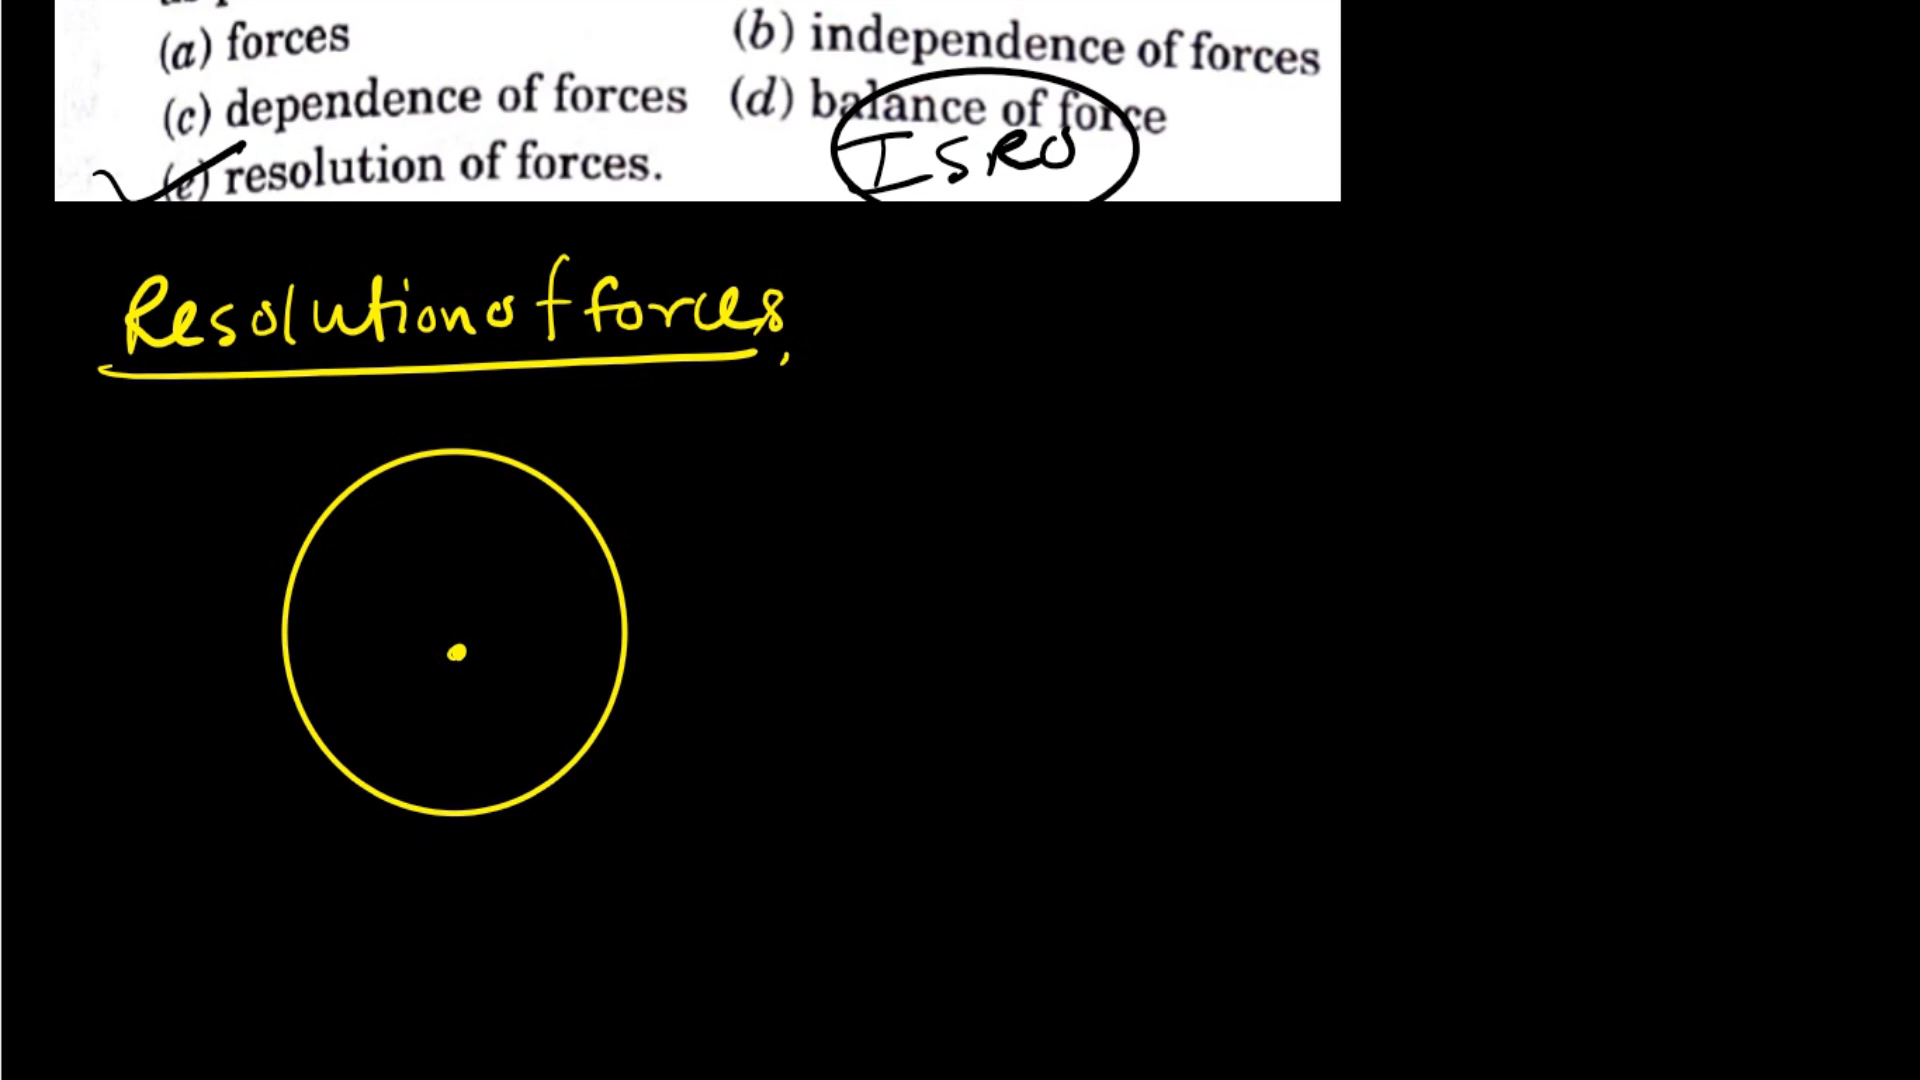 (a) forces (b) independence of forces
(c) dependence of forces (d) balance of force
(e) resolution of forces.
ISRO
Resolution of forces,